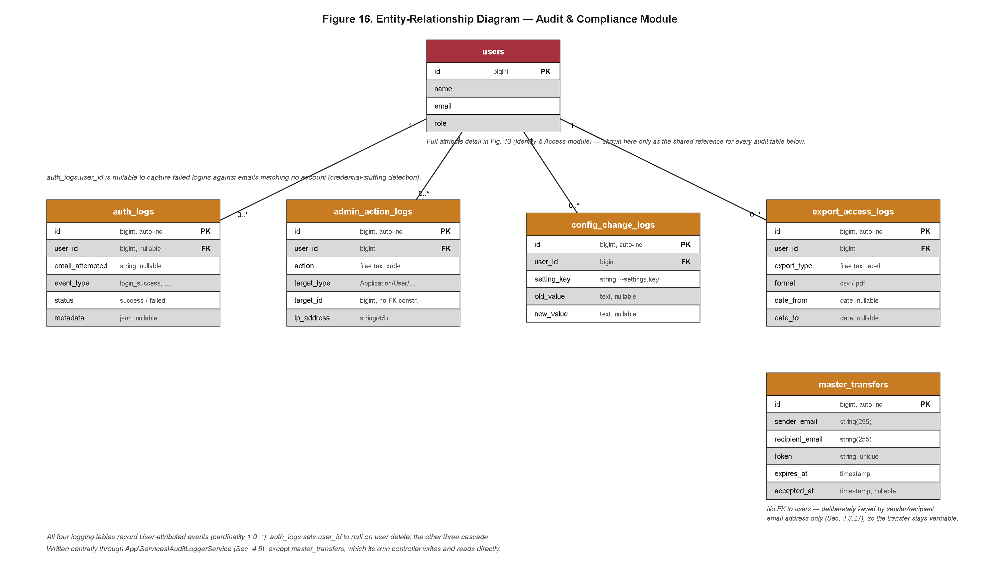 Figure 16. Entity-Relationship Diagram — Audit & Compliance Module
users
id bigint PK
name
email
role
1
1
1
1
Full attribute detail in Fig. 13 (Identity & Access module) — shown here only as the shared reference for every audit table below.
auth_logs.user_id is nullable to capture failed logins against emails matching no account (credential-stuffing detection).
0..*
0..*
0..*
0..*
auth_logs
id bigint, auto-inc PK
user_id bigint, nullable FK
email_attempted string, nullable
event_type login_success, ...
status success / failed
metadata json, nullable
admin_action_logs
id bigint, auto-inc PK
user_id bigint FK
action free text code
target_type Application/User/...
target_id bigint, no FK constr.
ip_address string(45)
config_change_logs
id bigint, auto-inc PK
user_id bigint FK
setting_key string, ~settings.key
old_value text, nullable
new_value text, nullable
export_access_logs
id bigint, auto-inc PK
user_id bigint FK
export_type free text label
format csv / pdf
date_from date, nullable
date_to date, nullable
master_transfers
id bigint, auto-inc PK
sender_email string(255)
recipient_email string(255)
token string, unique
expires_at timestamp
accepted_at timestamp, nullable
No FK to users — deliberately keyed by sender/recipient
email address only (Sec. 4.3.27), so the transfer stays verifiable.
All four logging tables record User-attributed events (cardinality 1:0..*). auth_logs sets user_id to null on user delete; the other three cascade.
Written centrally through App\Services\AuditLoggerService (Sec. 4.5), except master_transfers, which its own controller writes and reads directly.